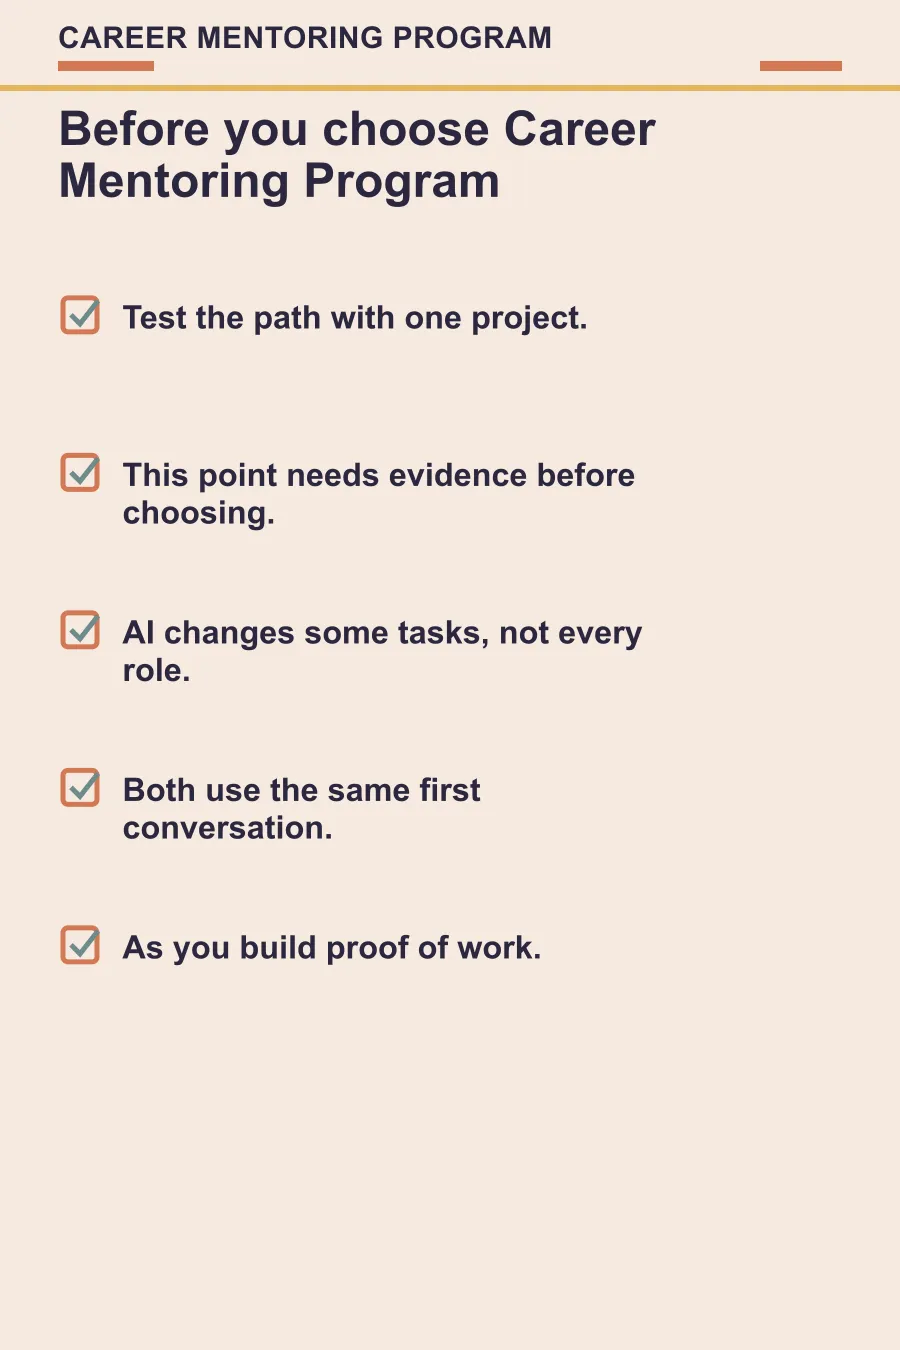 CAREER MENTORING PROGRAM
Before you choose Career
Mentoring Program
Test the path with one project.
This point needs evidence before
choosing.
AI changes some tasks, not every
role.
Both use the same first
conversation.
As you build proof of work.